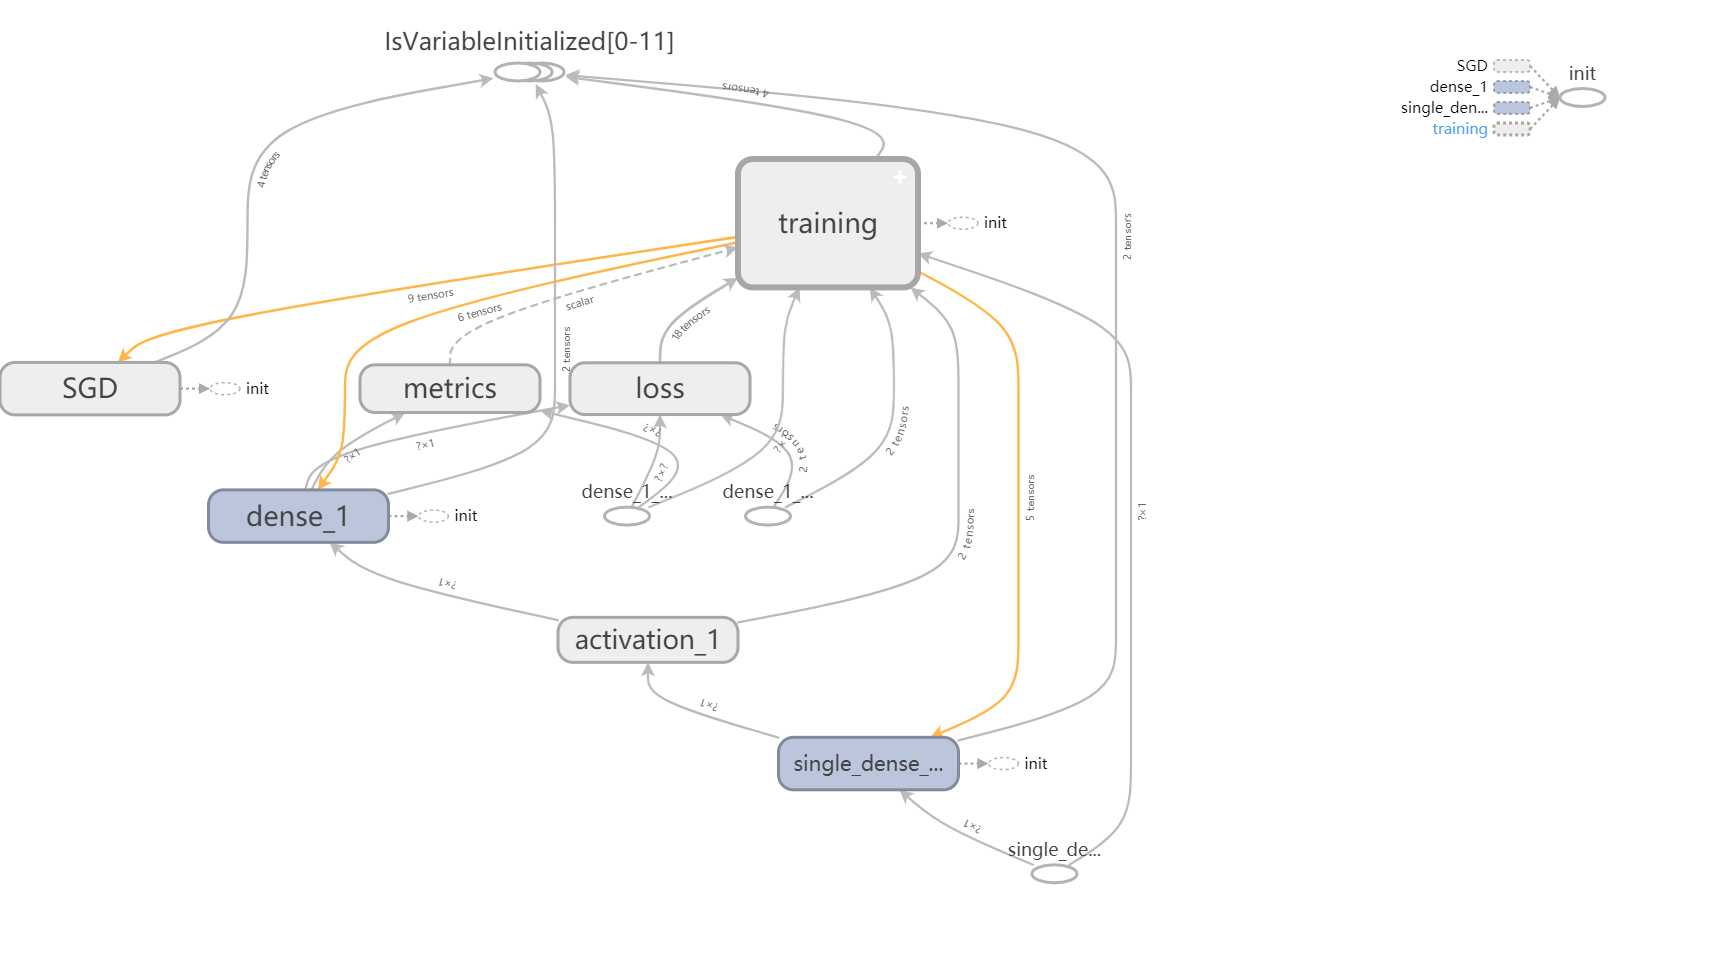 IsVariableInitialized[0-11]
SGD
dense_1
single_den...
training
init
4 tensors
4 tensors
training
init
2 tensors
9 tensors
6 tensors
scalar
18 tensors
2 tensors
SGD
init
metrics
loss
?×1
?×1
?×?
?×?
?×?
2 tensors
2 tensors
dense_1_...
dense_1_...
dense_1
init
5 tensors
?×1
2 tensors
?×1
activation_1
?×1
single_dense_...
init
?×1
single_de...